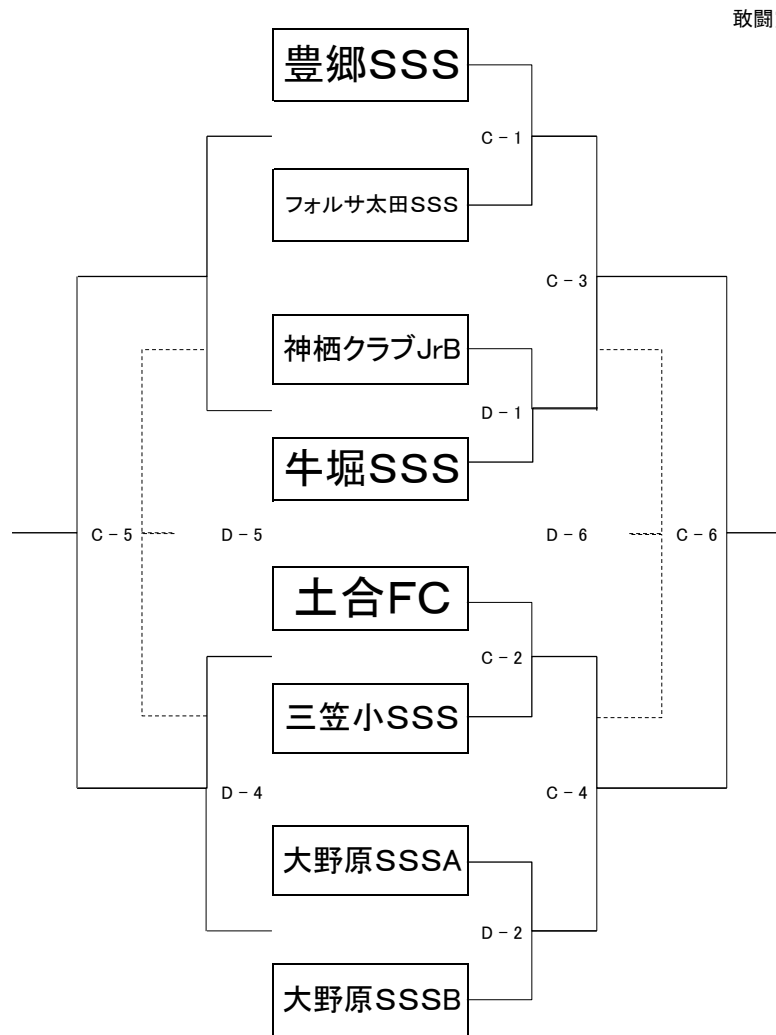 敢闘
豊郷SSS
C－1
フォルサ太田SSS
C－3
神栖クラブJrB
D－1
牛堀SSS
C－5 D－5 D－6 C－6
土合FC
C－2
三笠小SSS
D－4 C－4
大野原SSSA
D－2
大野原SSSB